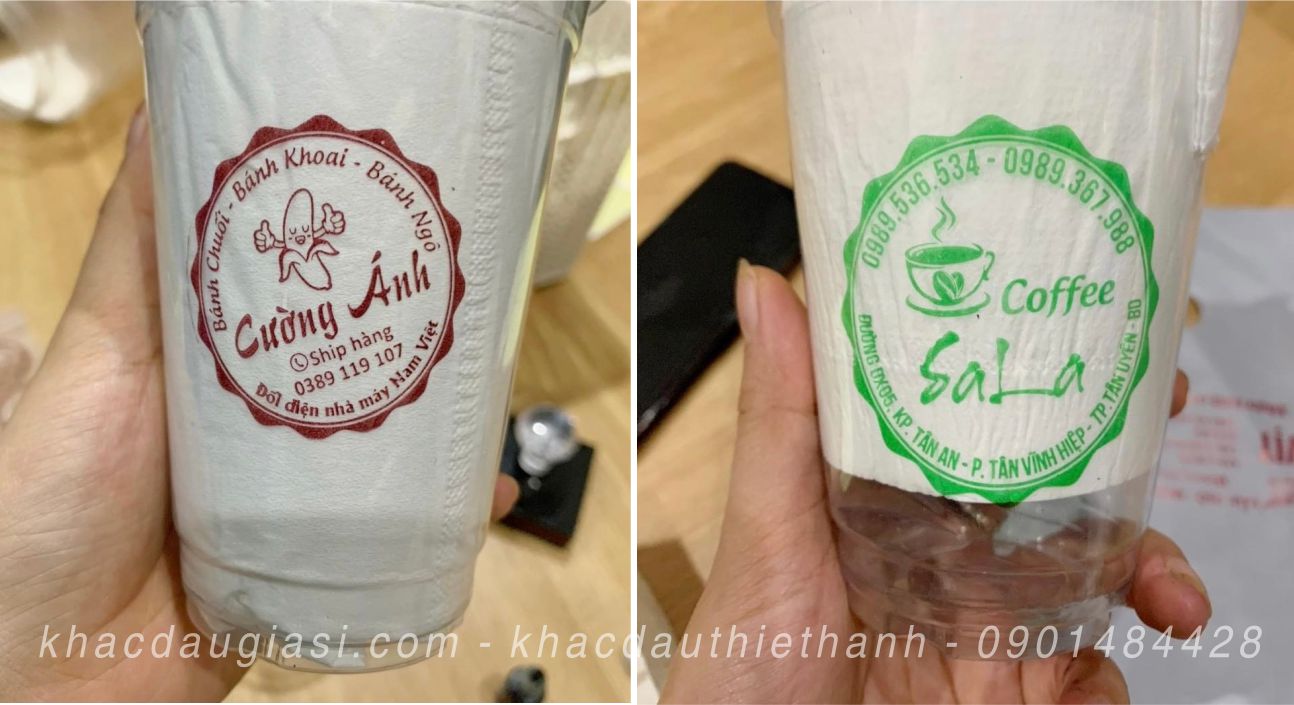 Bánh Chuối - Bánh Khoai - Bánh Ngô
Cường Ánh
Ship hàng
0389 119 107
Đối diện nhà máy Nam Việt
0989.536.534 - 0989.367.988
Coffee
SaLa
ĐƯỜNG ĐX05, KP. TÂN AN - P. TÂN VĨNH HIỆP - TP. TÂN UYÊN - BD
khacdaugiasi.com - khacdauthiethanh - 0901484428